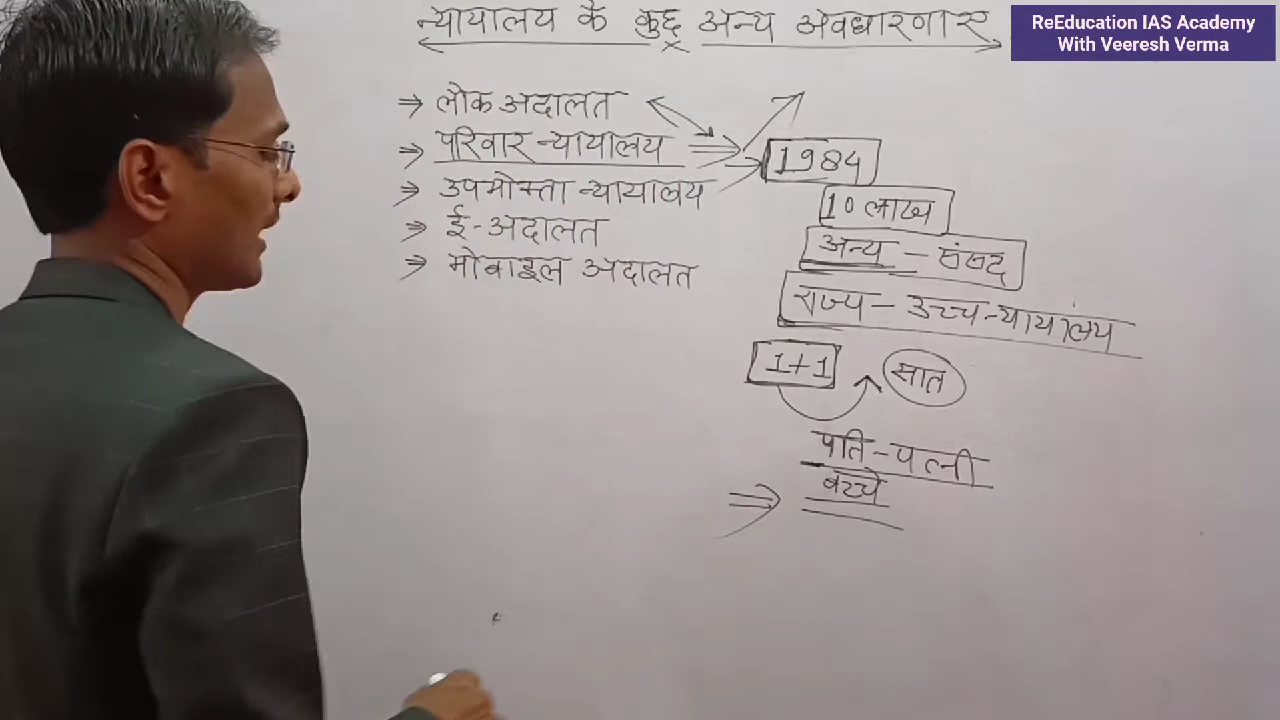 न्यायालय के कुछ अन्य अवधारणाए
ReEducation IAS Academy
With Veeresh Verma
⇒ लोक अदालत
⇒ परिवार न्यायालय
⇒ उपभोक्ता न्यायालय
⇒ ई-अदालत
⇒ मोबाइल अदालत
1984
10 लाख
अन्य - संसद
राज्य - उच्च न्यायालय
1+1
सात
पति-पत्नी
बच्चे